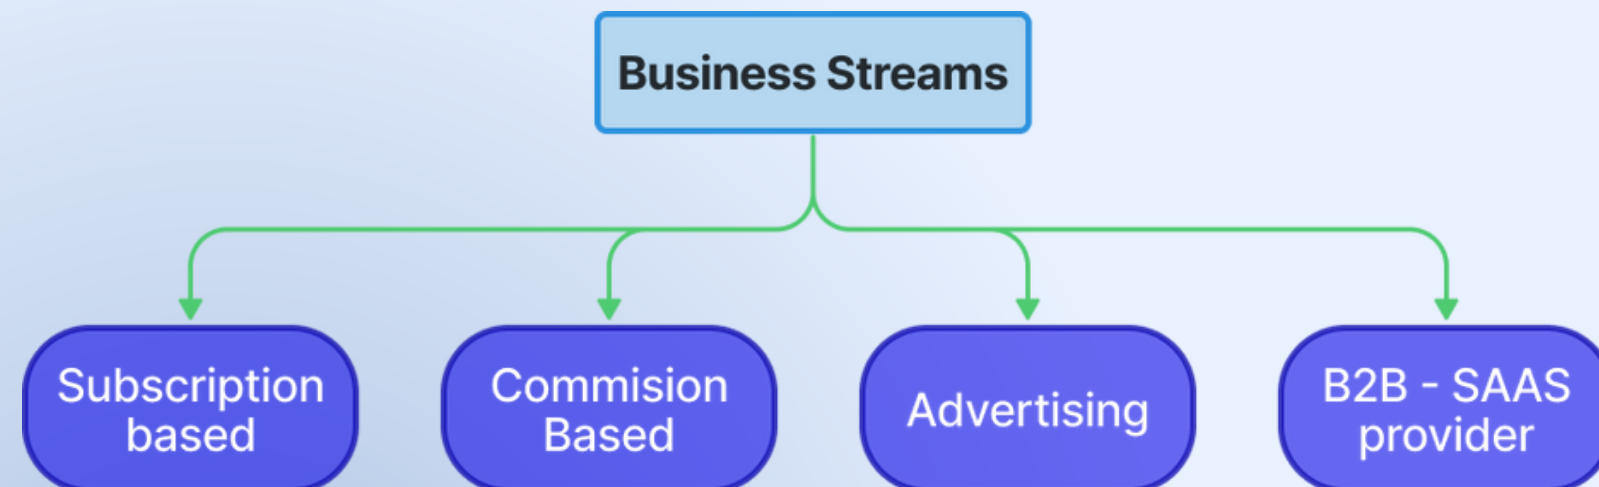 Business Streams
Subscription
based
Commision
Based
Advertising
B2B - SAAS
provider